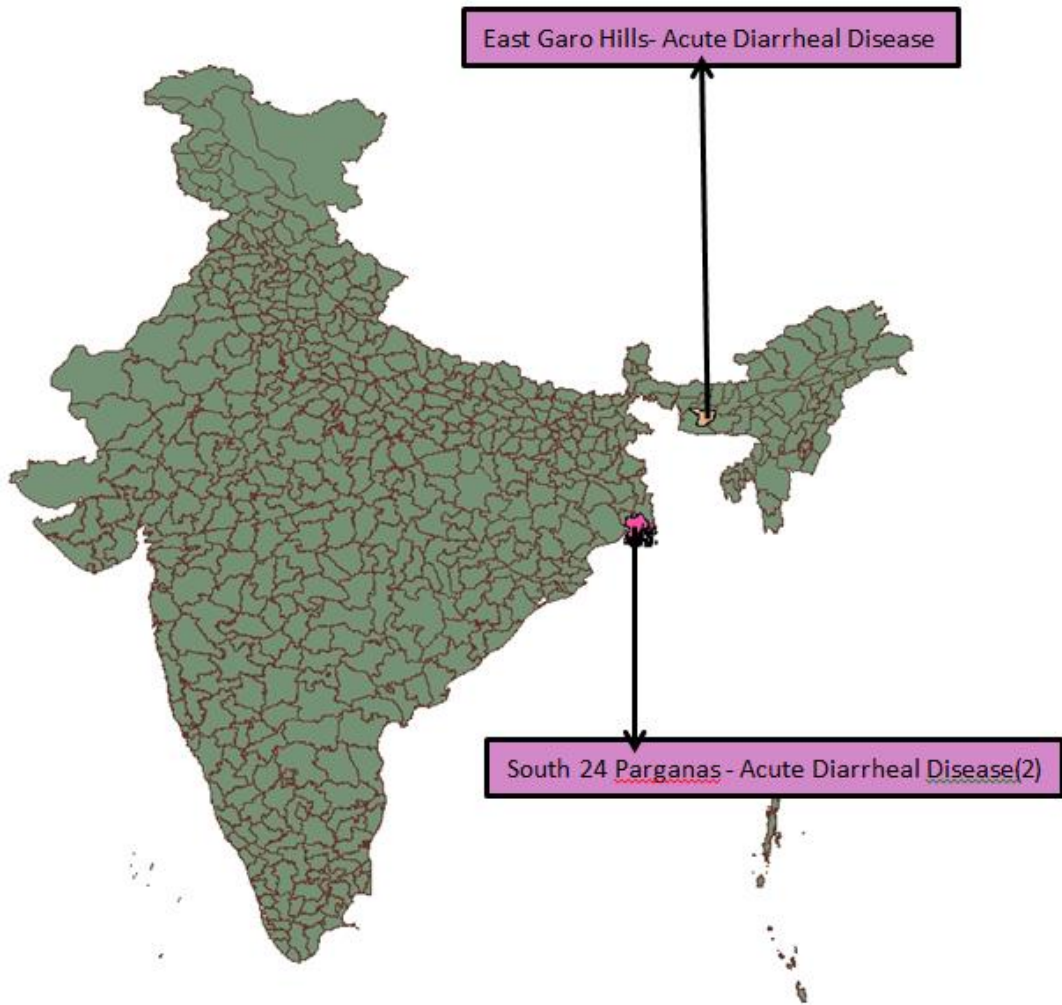 East Garo Hills- Acute Diarrheal Disease
South 24 Parganas - Acute Diarrheal Disease(2)